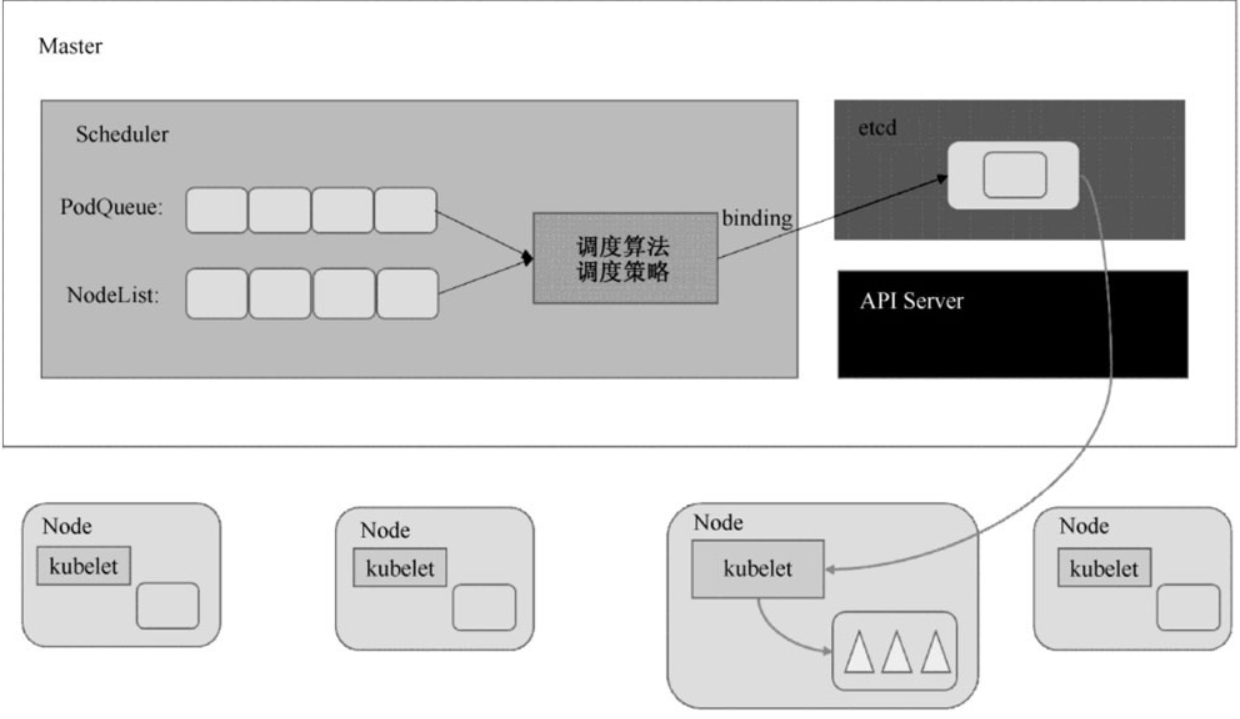 Master
Scheduler
PodQueue:
NodeList:
调度算法
调度策略
binding
etcd
API Server
Node
kubelet
Node
kubelet
Node
kubelet
Node
kubelet